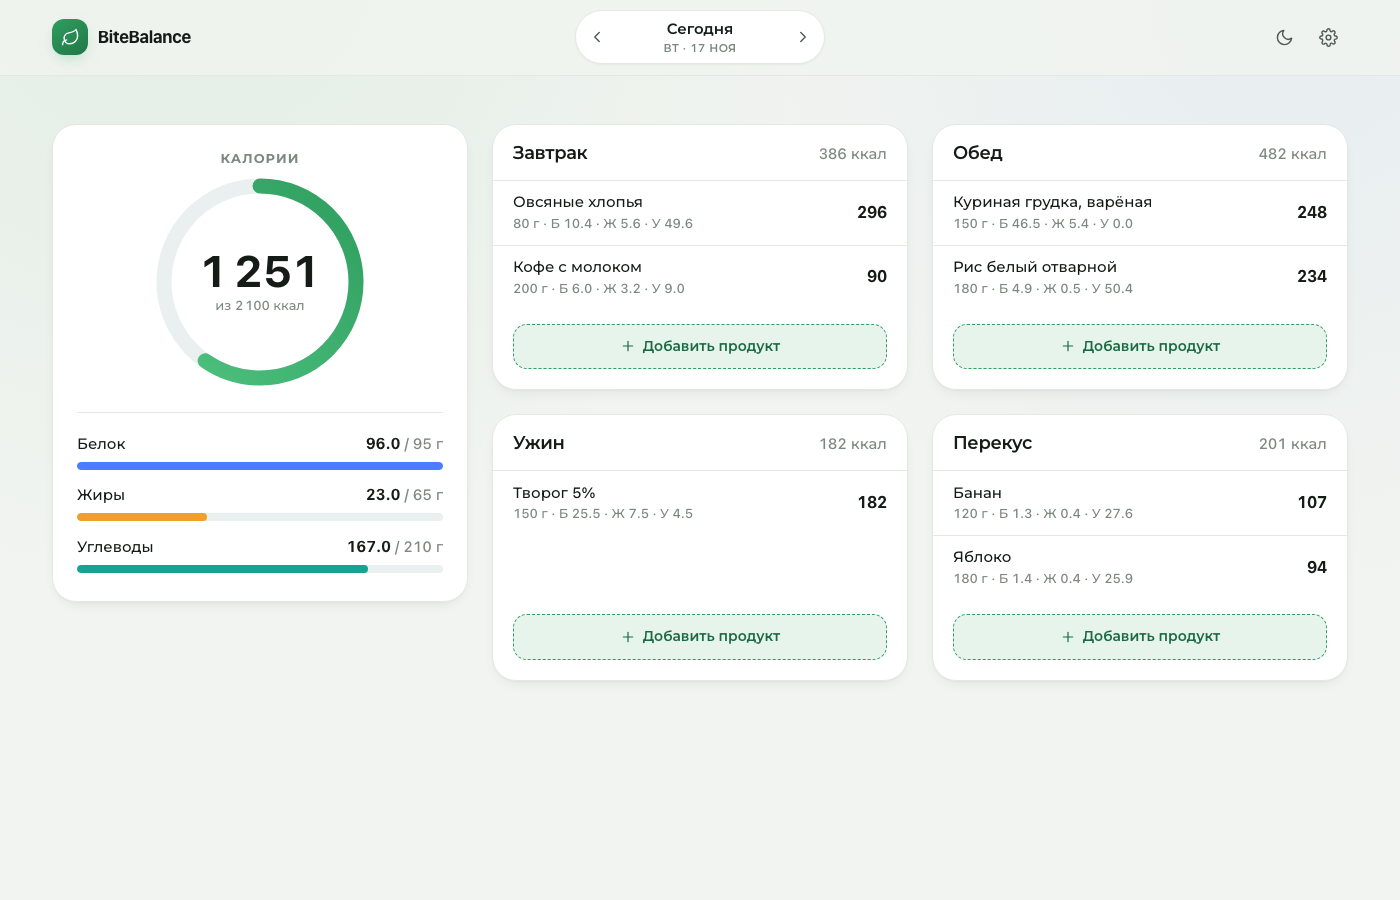 BiteBalance
Сегодня
ВТ · 17 НОЯ
КАЛОРИИ
1 251
из 2 100 ккал
Белок 96.0 / 95 г
Жиры 23.0 / 65 г
Углеводы 167.0 / 210 г
Завтрак 386 ккал
Овсяные хлопья 296
80 г · Б 10.4 · Ж 5.6 · У 49.6
Кофе с молоком 90
200 г · Б 6.0 · Ж 3.2 · У 9.0
Добавить продукт
Обед 482 ккал
Куриная грудка, варёная 248
150 г · Б 46.5 · Ж 5.4 · У 0.0
Рис белый отварной 234
180 г · Б 4.9 · Ж 0.5 · У 50.4
Добавить продукт
Ужин 182 ккал
Творог 5% 182
150 г · Б 25.5 · Ж 7.5 · У 4.5
Добавить продукт
Перекус 201 ккал
Банан 107
120 г · Б 1.3 · Ж 0.4 · У 27.6
Яблоко 94
180 г · Б 1.4 · Ж 0.4 · У 25.9
Добавить продукт